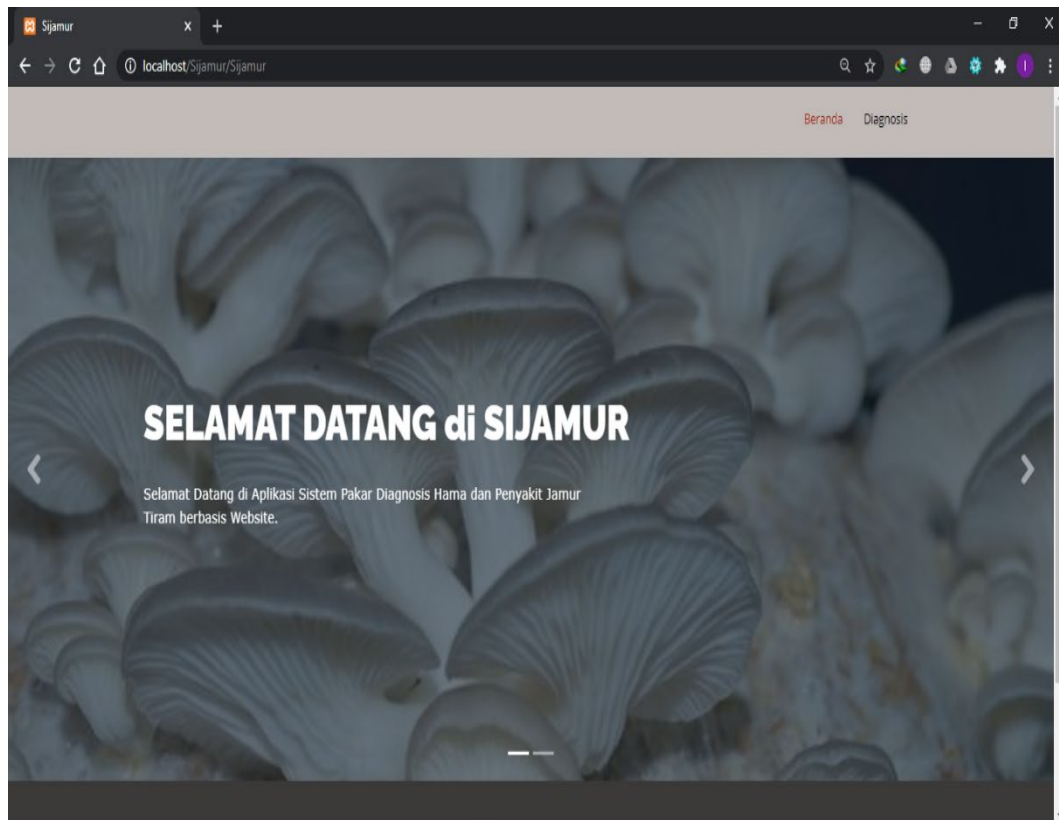 Sijamur
localhost/Sijamur/Sijamur
I
Beranda Diagnosis
SELAMAT DATANG di SIJAMUR
Selamat Datang di Aplikasi Sistem Pakar Diagnosis Hama dan Penyakit Jamur
Tiram berbasis Website.